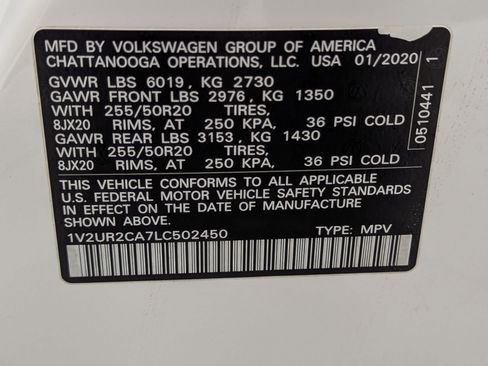 MFD BY VOLKSWAGEN GROUP OF AMERICA
CHATTANOOGA OPERATIONS, LLC. USA 01/2020
GVWR LBS 6019, KG 2730
GAWR FRONT LBS 2976, KG 1350
WITH 255/50R20 TIRES,
8JX20 RIMS, AT 250 KPA, 36 PSI COLD
GAWR REAR LBS 3153, KG 1430
WITH 255/50R20 TIRES,
8JX20 RIMS, AT 250 KPA, 36 PSI COLD
THIS VEHICLE CONFORMS TO ALL APPLICABLE
U.S. FEDERAL MOTOR VEHICLE SAFETY STANDARDS
IN EFFECT ON THE DATE OF MANUFACTURE
SHOWN ABOVE.
1V2UR2CA7LC502450 TYPE: MPV
0510441 1